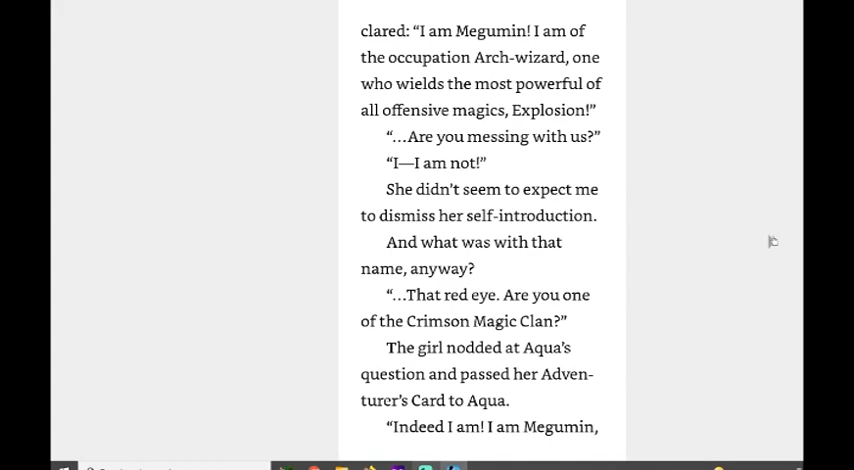 clared: “I am Megumin! I am of
the occupation Arch-wizard, one
who wields the most powerful of
all offensive magics, Explosion!”
“…Are you messing with us?”
“I—I am not!”
She didn’t seem to expect me
to dismiss her self-introduction.
And what was with that
name, anyway?
“…That red eye. Are you one
of the Crimson Magic Clan?”
The girl nodded at Aqua’s
question and passed her Adven-
turer’s Card to Aqua.
“Indeed I am! I am Megumin,